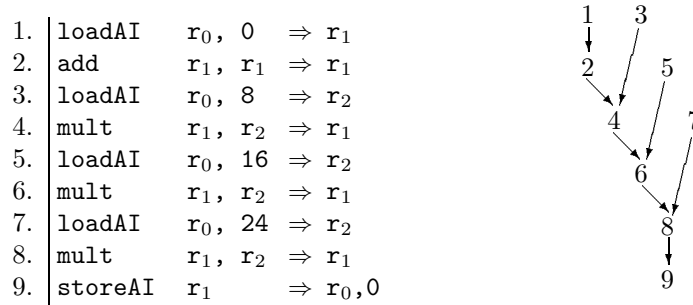 1. loadAI r₀, 0 ⇒ r₁
2. add r₁, r₁ ⇒ r₁
3. loadAI r₀, 8 ⇒ r₂
4. mult r₁, r₂ ⇒ r₁
5. loadAI r₀, 16 ⇒ r₂
6. mult r₁, r₂ ⇒ r₁
7. loadAI r₀, 24 ⇒ r₂
8. mult r₁, r₂ ⇒ r₁
9. storeAI r₁ ⇒ r₀,0
1 3
2 5
4 7
6
8
9